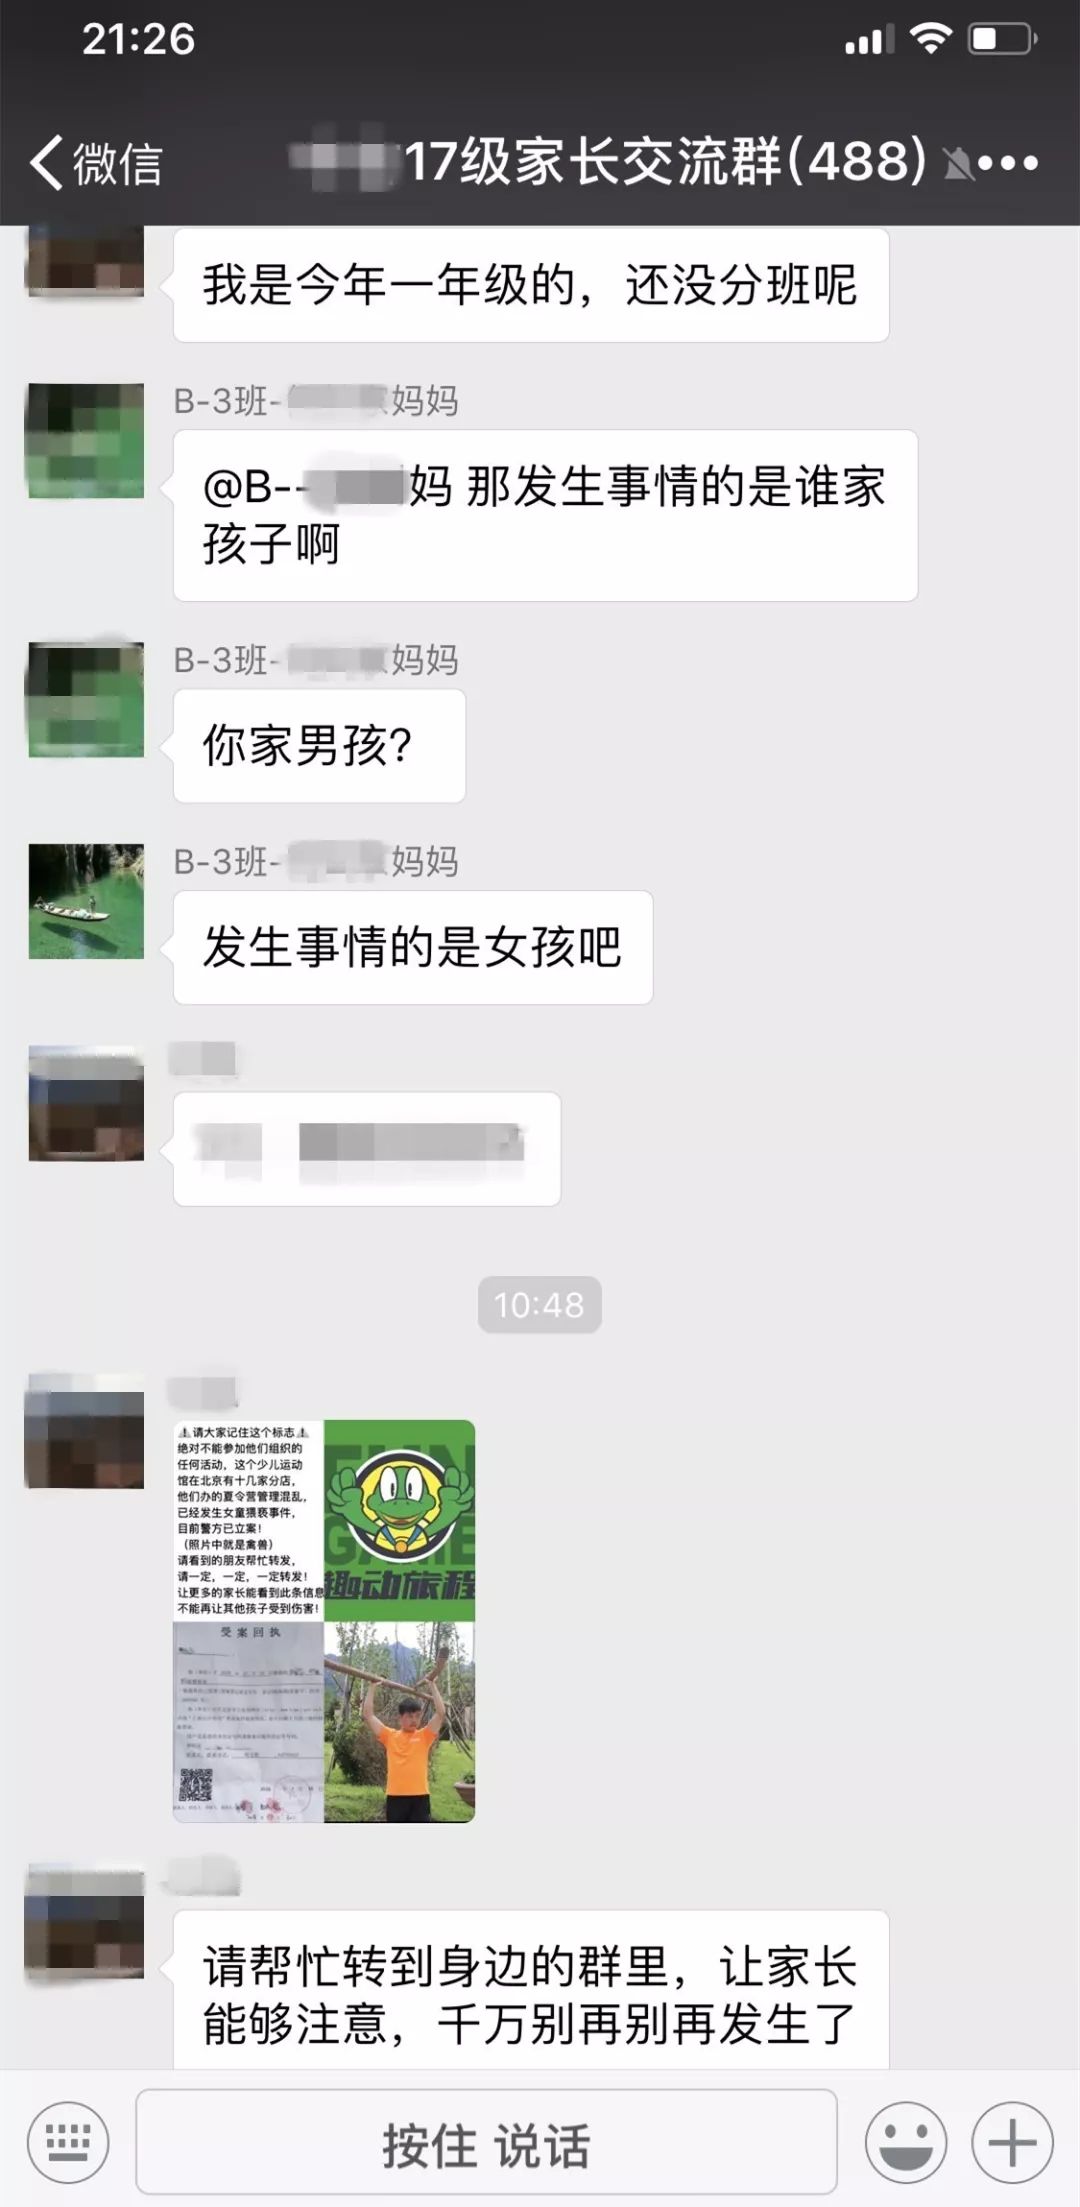 21:26
微信
17级家长交流群(488)
我是今年一年级的，还没分班呢
B-3班-
妈妈
@B--
妈 那发生事情的是谁家
孩子啊
B-3班-
妈妈
你家男孩?
B-3班-
妈妈
发生事情的是女孩吧
10:48
⚠️请大家记住这个标志⚠️
绝对不能参加他们组织的
任何活动，这个少儿运动
馆在北京有十几家分店，
他们办的夏令营管理混乱，
已经发生女童猥亵事件，
目前警方已立案！
（照片中就是禽兽）
请看到的朋友帮忙转发，
请一定，一定，一定转发！
让更多的家长能看到此条信息
不能再让其他孩子受到伤害！
FUN
GAME
趣动旅程
受案回执
请帮忙转到身边的群里，让家长
能够注意，千万别再别再发生了
按住 说话